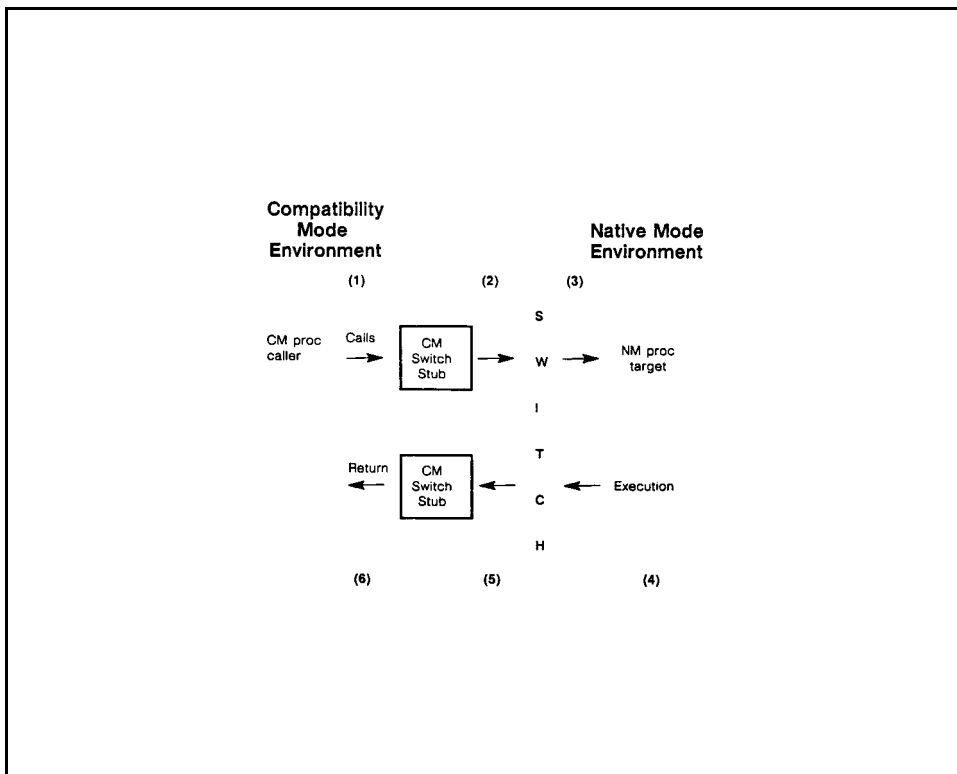 Compatibility
Mode
Environment
Native Mode
Environment
(1)
(2)
(3)
S
W
I
T
C
H
CM proc
caller
Calls
CM
Switch
Stub
NM proc
target
Return
CM
Switch
Stub
Execution
(6)
(5)
(4)